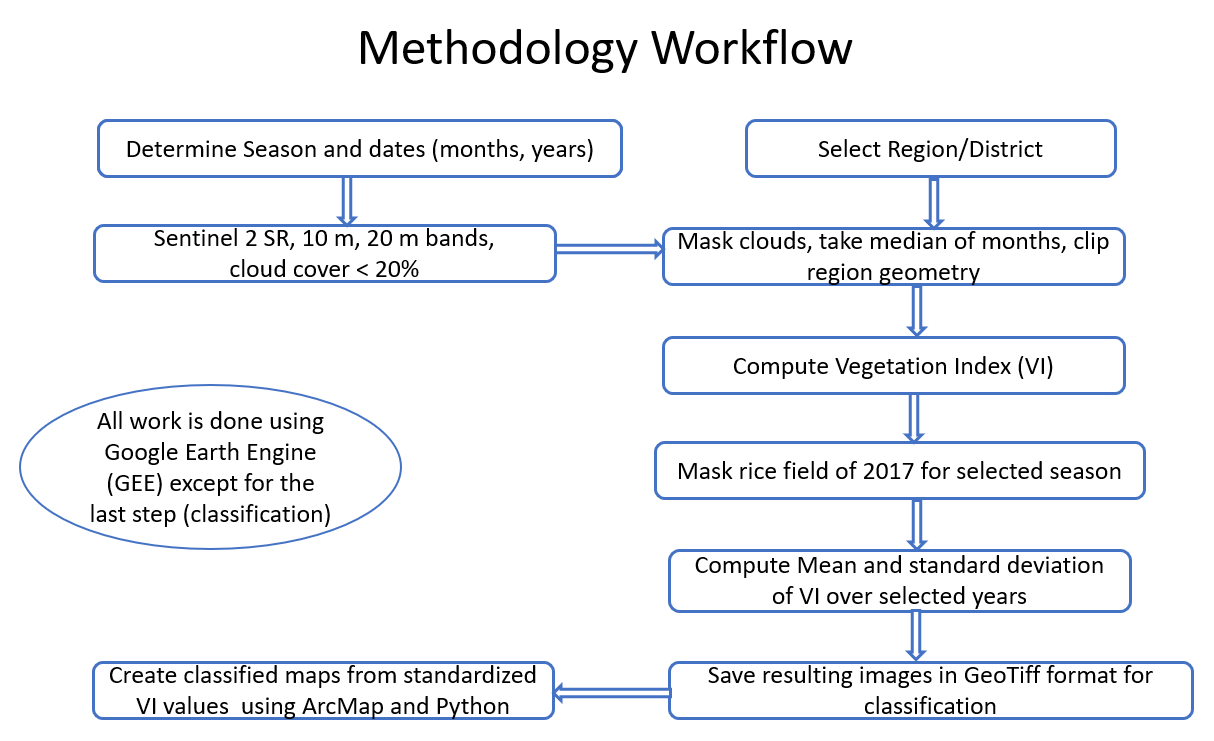 Methodology Workflow
Determine Season and dates (months, years)
Select Region/District
Sentinel 2 SR, 10 m, 20 m bands,
cloud cover < 20%
Mask clouds, take median of months, clip
region geometry
Compute Vegetation Index (VI)
All work is done using
Google Earth Engine
(GEE) except for the
last step (classification)
Mask rice field of 2017 for selected season
Compute Mean and standard deviation
of VI over selected years
Save resulting images in GeoTiff format for
classification
Create classified maps from standardized
VI values  using ArcMap and Python